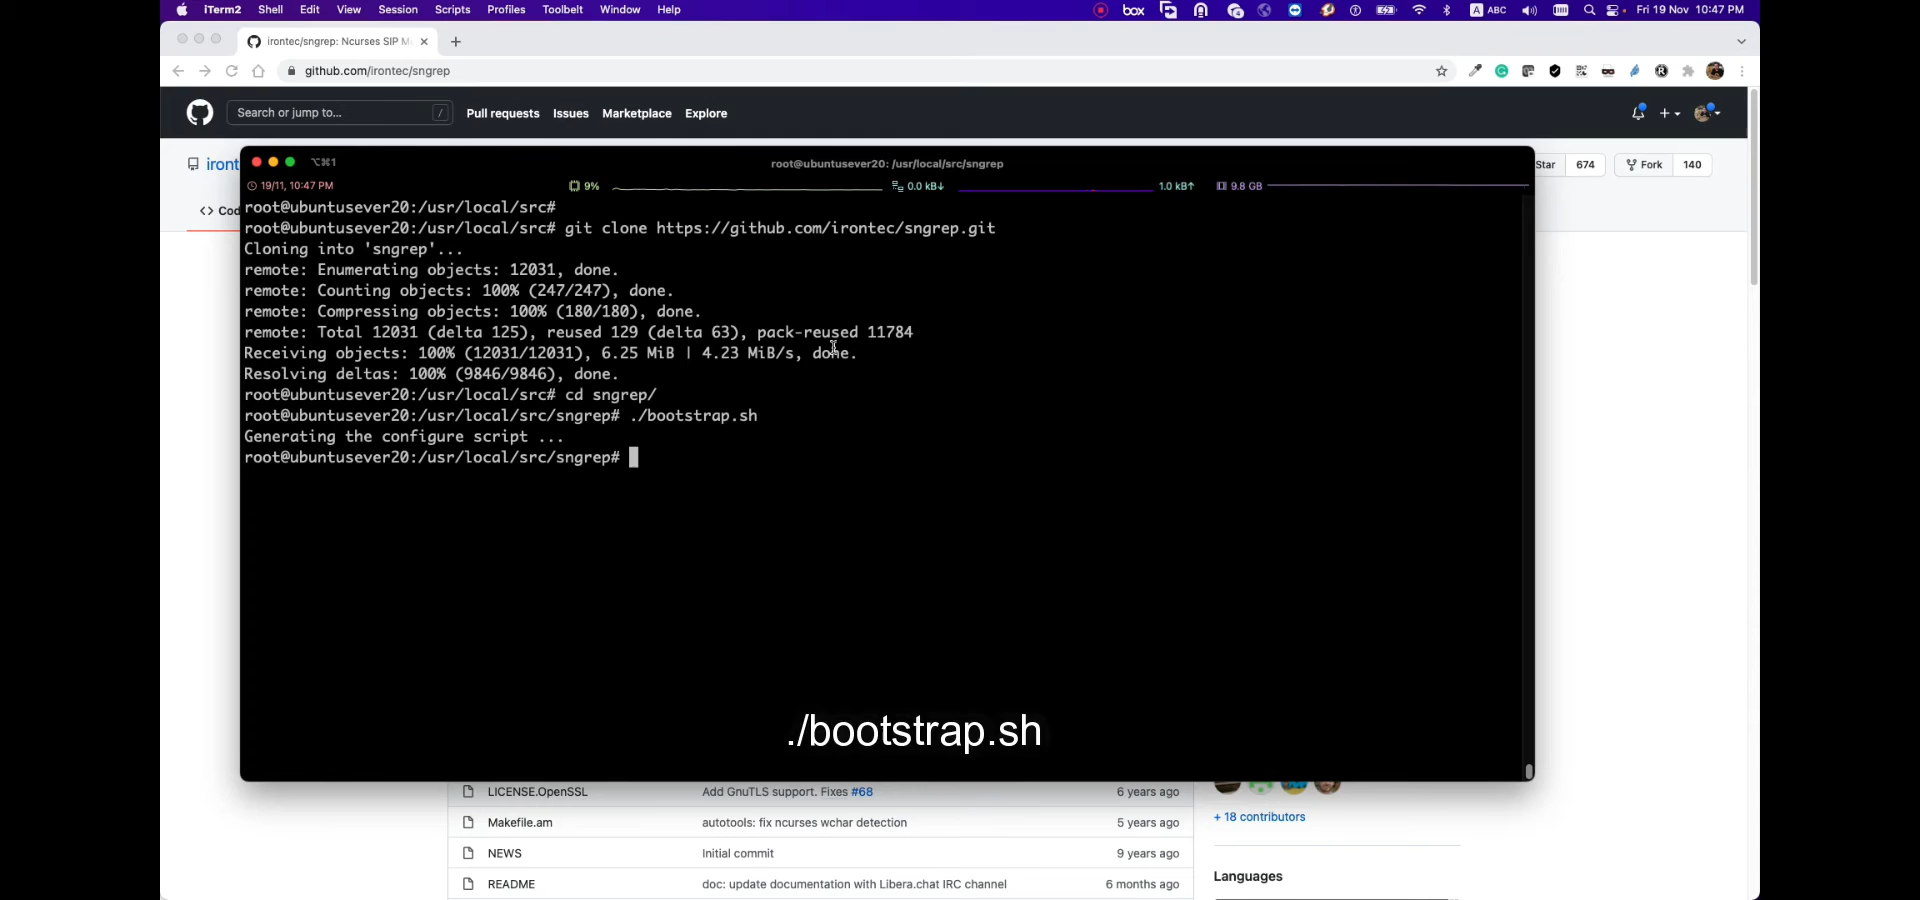 iTerm2 Shell Edit View Session Scripts Profiles Toolbelt Window Help box A ABC Fri 19 Nov 10:47 PM
irontec/sngrep: Ncurses SIP M
github.com/irontec/sngrep
Search or jump to... / Pull requests Issues Marketplace Explore
iront Star 674 Fork 140
⌥⌘1 root@ubuntusever20: /usr/local/src/sngrep
19/11, 10:47 PM 9% 0.0 kB↓ 1.0 kB↑ 9.8 GB
<> Cod
root@ubuntusever20:/usr/local/src#
root@ubuntusever20:/usr/local/src# git clone https://github.com/irontec/sngrep.git
Cloning into 'sngrep'...
remote: Enumerating objects: 12031, done.
remote: Counting objects: 100% (247/247), done.
remote: Compressing objects: 100% (180/180), done.
remote: Total 12031 (delta 125), reused 129 (delta 63), pack-reused 11784
Receiving objects: 100% (12031/12031), 6.25 MiB | 4.23 MiB/s, done.
Resolving deltas: 100% (9846/9846), done.
root@ubuntusever20:/usr/local/src# cd sngrep/
root@ubuntusever20:/usr/local/src/sngrep# ./bootstrap.sh
Generating the configure script ...
root@ubuntusever20:/usr/local/src/sngrep#
./bootstrap.sh
LICENSE.OpenSSL Add GnuTLS support. Fixes #68 6 years ago
+ 18 contributors
Makefile.am autotools: fix ncurses wchar detection 5 years ago
NEWS Initial commit 9 years ago
Languages
README doc: update documentation with Libera.chat IRC channel 6 months ago